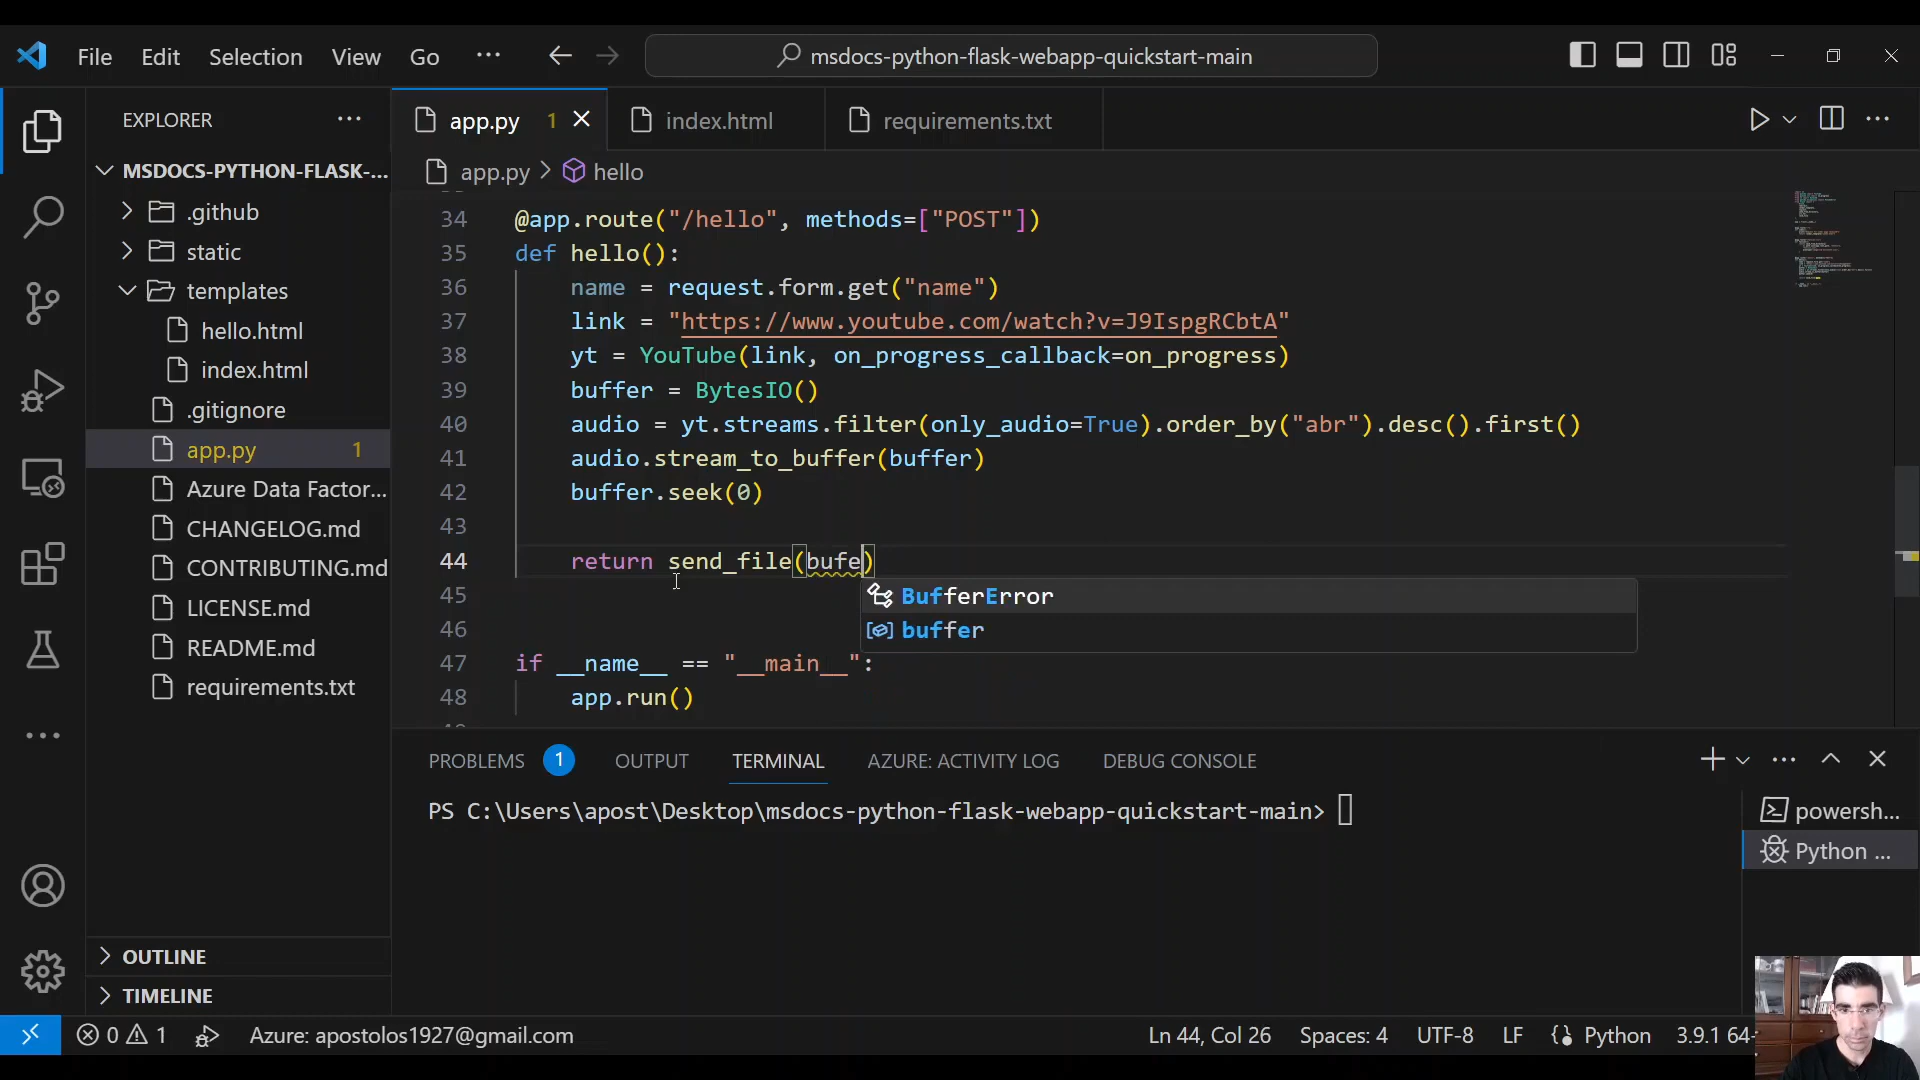 File Edit Selection View Go ··· msdocs-python-flask-webapp-quickstart-main
EXPLORER ···
MSDOCS-PYTHON-FLASK-...
.github
static
templates
hello.html
index.html
.gitignore
app.py 1
Azure Data Factor...
CHANGELOG.md
CONTRIBUTING.md
LICENSE.md
README.md
requirements.txt
OUTLINE
TIMELINE
app.py 1 index.html requirements.txt
app.py > hello
34 @app.route("/hello", methods=["POST"])
35 def hello():
36 name = request.form.get("name")
37 link = "https://www.youtube.com/watch?v=J9IspgRCbtA"
38 yt = YouTube(link, on_progress_callback=on_progress)
39 buffer = BytesIO()
40 audio = yt.streams.filter(only_audio=True).order_by("abr").desc().first()
41 audio.stream_to_buffer(buffer)
42 buffer.seek(0)
43
44 return send_file(bufe)
45
BufferError
46
buffer
47 if __name__ == "__main__":
48 app.run()
PROBLEMS 1 OUTPUT TERMINAL AZURE: ACTIVITY LOG DEBUG CONSOLE
PS C:\Users\apost\Desktop\msdocs-python-flask-webapp-quickstart-main>
powersh...
Python ...
0 1 Azure: apostolos1927@gmail.com Ln 44, Col 26 Spaces: 4 UTF-8 LF Python 3.9.1 64-